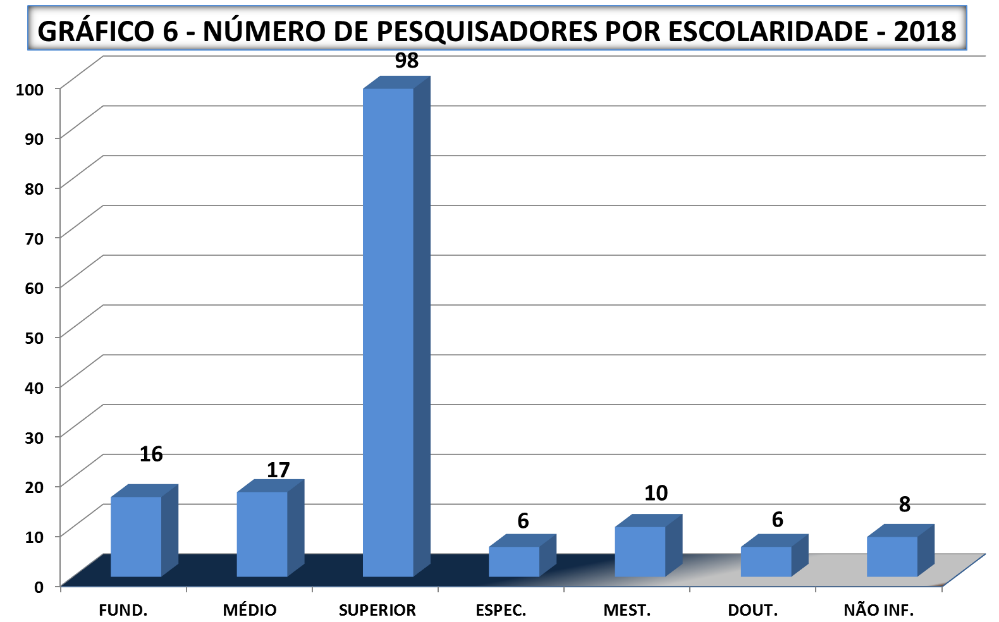 GRÁFICO 6 - NÚMERO DE PESQUISADORES POR ESCOLARIDADE - 2018
98
100
90
80
70
60
50
40
30
20
10
0
16
17
6
10
6
8
FUND.
MÉDIO
SUPERIOR
ESPEC.
MEST.
DOUT.
NÃO INF.